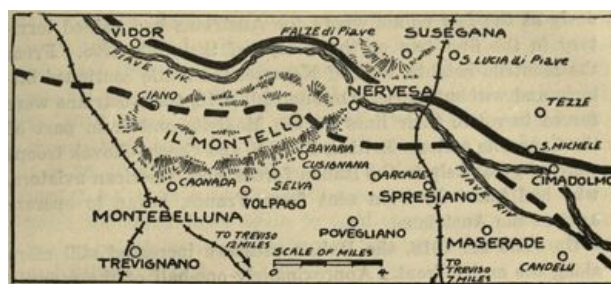 VIDOR
FALZE di PIAVE
SUSEGANA
S. LUCIA di PIAVE
PIAVE RIV.
CIANO
NERVESA
TEZZE
IL MONTELLO
BAVARIA
CUSIGNANA
S. MICHELE
CAONADA
SELVA
ARCADE
CIMADOLMO
VOLPAGO
SPRESIANO
PIAVE RIV.
MONTEBELLUNA
POVEGLIANO
MASERADE
TO TREVISO
12 MILES
TREVIGNANO
SCALE OF MILES
0 4
TO
TREVISO
7 MILES
CANDELU